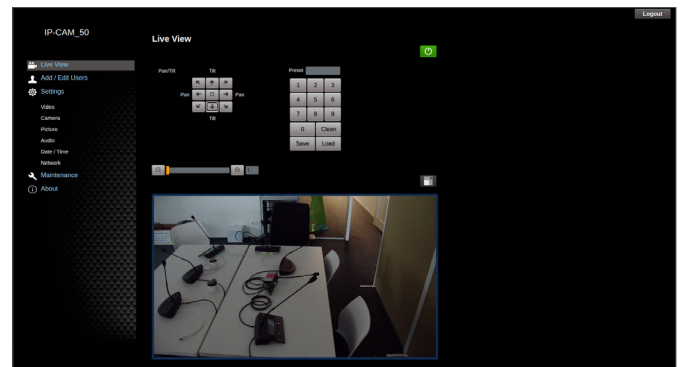 Logout
IP-CAM_50
Live View
Live View
Add / Edit Users
Settings
Video
Camera
Picture
Audio
Date / Time
Network
Maintenance
About
Pan/Tilt
Tilt
Pan
Pan
Tilt
Preset
1 2 3
4 5 6
7 8 9
0 Clean
Save Load
1